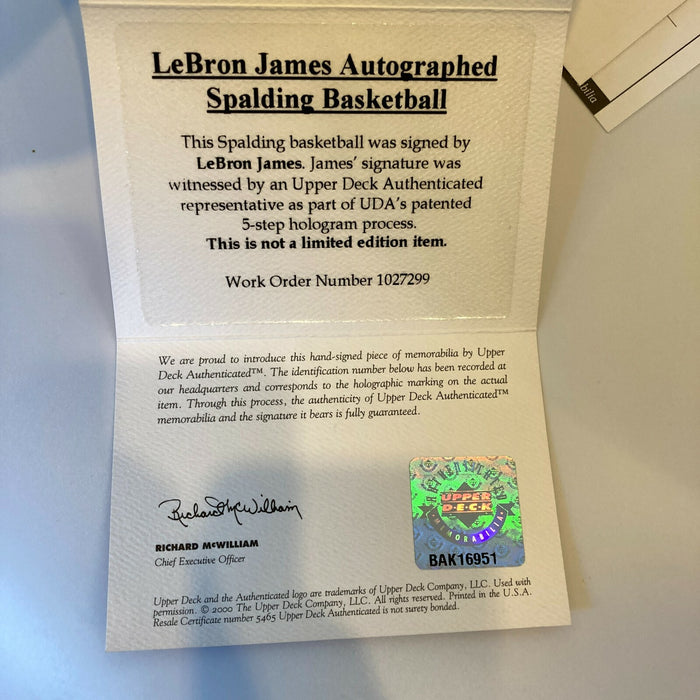 LeBron James Autographed
Spalding Basketball
This Spalding basketball was signed by
LeBron James. James' signature was
witnessed by an Upper Deck Authenticated
representative as part of UDA's patented
5-step hologram process.
This is not a limited edition item.
Work Order Number 1027299
We are proud to introduce this hand-signed piece of memorabilia by Upper
Deck Authenticated™. The identification number below has been recorded at
our headquarters and corresponds to the holographic marking on the actual
item. Through this process, the authenticity of Upper Deck Authenticated™
memorabilia and the signature it bears is fully guaranteed.
Richard McWilliam
RICHARD McWILLIAM
Chief Executive Officer
UPPER
DECK
MEMORABILIA
BAK16951
Upper Deck and the Authenticated logo are trademarks of Upper Deck Company, LLC. Used with
permission. © 2000 The Upper Deck Company, LLC. All rights reserved. Printed in the U.S.A.
Resale Certificate number 5465 Upper Deck Authenticated is not surety bonded.
bilia